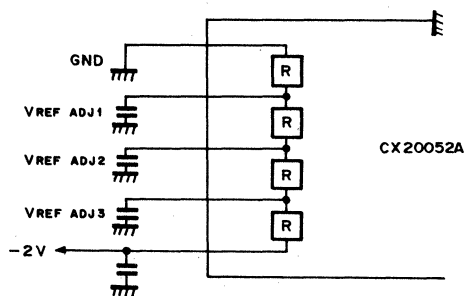 GND
R
VREF ADJ1
R
CX20052A
VREF ADJ2
R
VREF ADJ3
R
-2V